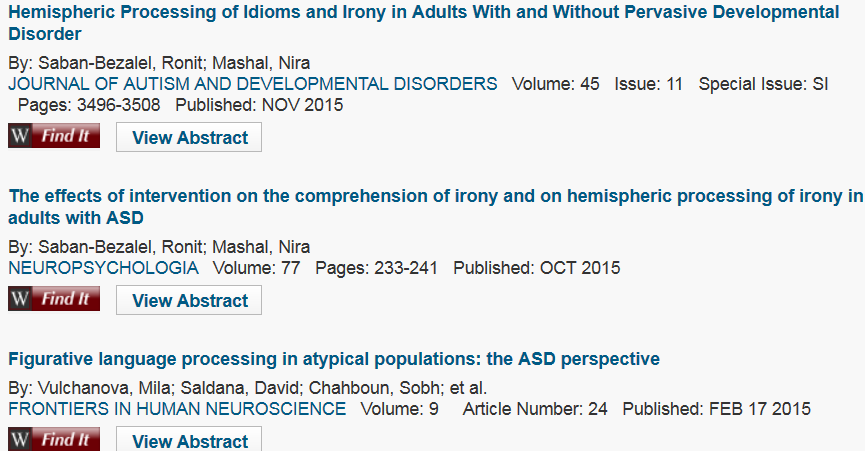 Hemispheric Processing of Idioms and Irony in Adults With and Without Pervasive Developmental
Disorder
By: Saban-Bezalel, Ronit; Mashal, Nira
JOURNAL OF AUTISM AND DEVELOPMENTAL DISORDERS Volume: 45 Issue: 11 Special Issue: SI
Pages: 3496-3508 Published: NOV 2015
W Find It View Abstract
The effects of intervention on the comprehension of irony and on hemispheric processing of irony in
adults with ASD
By: Saban-Bezalel, Ronit; Mashal, Nira
NEUROPSYCHOLOGIA Volume: 77 Pages: 233-241 Published: OCT 2015
W Find It View Abstract
Figurative language processing in atypical populations: the ASD perspective
By: Vulchanova, Mila; Saldana, David; Chahboun, Sobh; et al.
FRONTIERS IN HUMAN NEUROSCIENCE Volume: 9 Article Number: 24 Published: FEB 17 2015
W Find It View Abstract